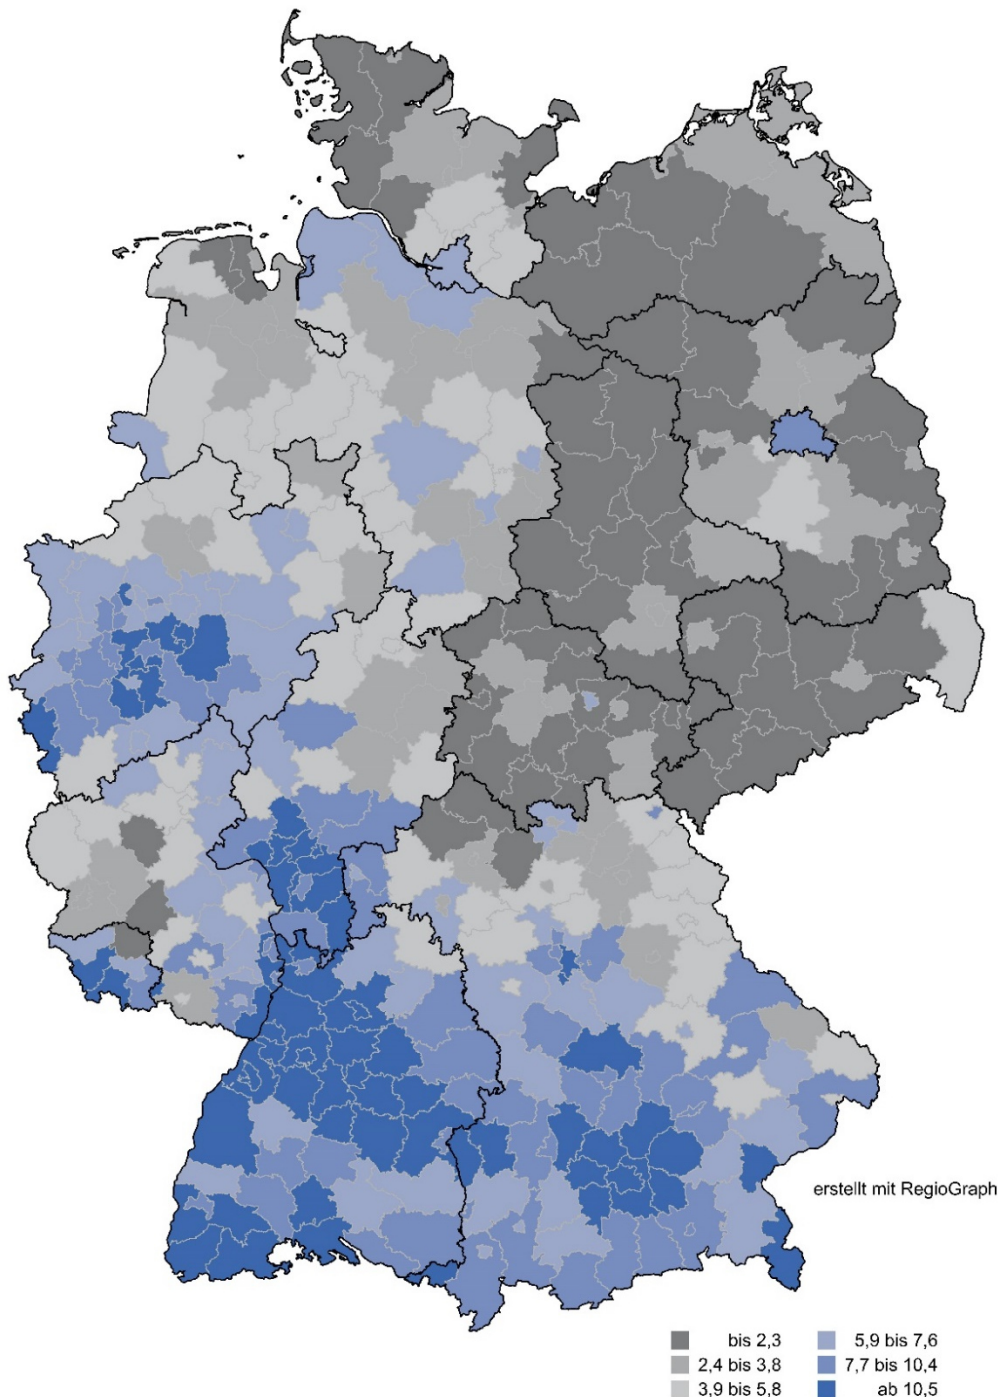 erstellt mit RegioGraph
bis 2,3
2,4 bis 3,8
3,9 bis 5,8
5,9 bis 7,6
7,7 bis 10,4
ab 10,5